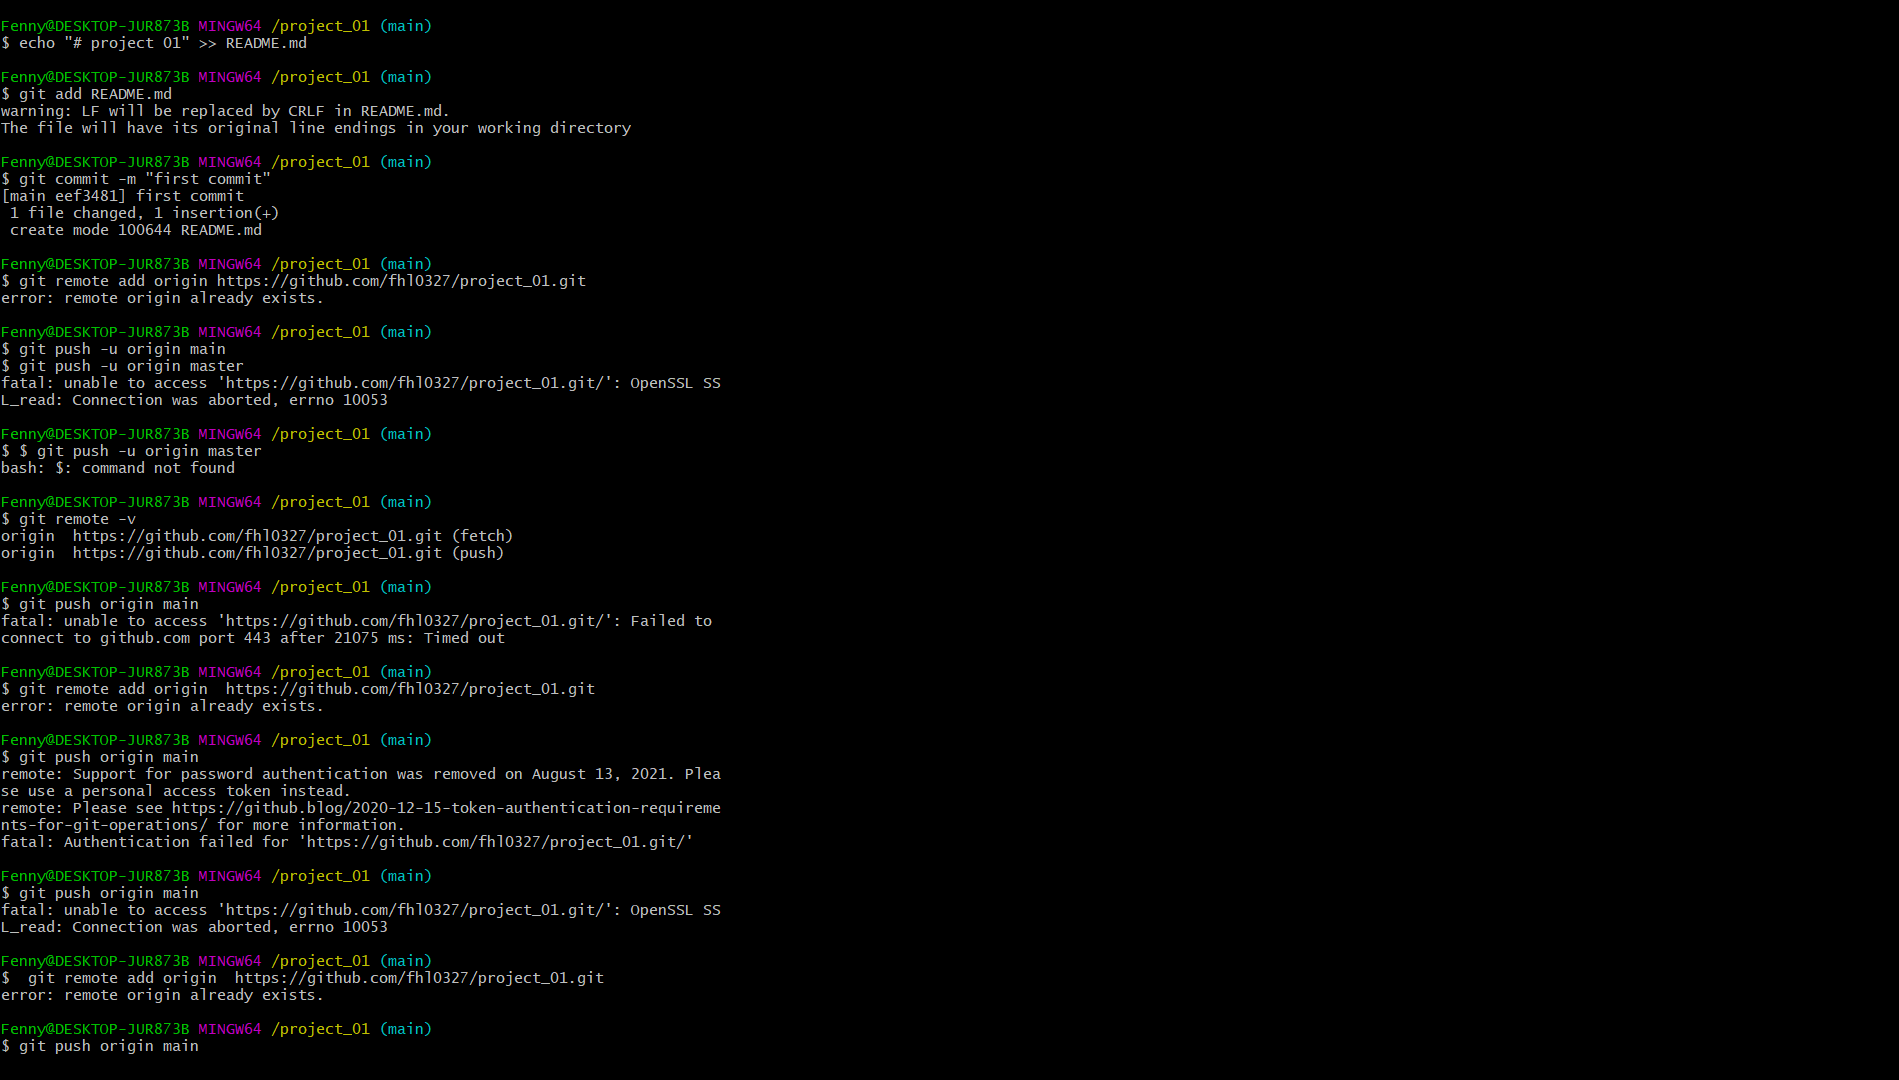 Fenny@DESKTOP-JUR873B MINGW64 /project_01 (main)
$ echo "# project 01" >> README.md
Fenny@DESKTOP-JUR873B MINGW64 /project_01 (main)
$ git add README.md
warning: LF will be replaced by CRLF in README.md.
The file will have its original line endings in your working directory
Fenny@DESKTOP-JUR873B MINGW64 /project_01 (main)
$ git commit -m "first commit"
[main eef3481] first commit
 1 file changed, 1 insertion(+)
 create mode 100644 README.md
Fenny@DESKTOP-JUR873B MINGW64 /project_01 (main)
$ git remote add origin https://github.com/fhl0327/project_01.git
error: remote origin already exists.
Fenny@DESKTOP-JUR873B MINGW64 /project_01 (main)
$ git push -u origin main
$ git push -u origin master
fatal: unable to access 'https://github.com/fhl0327/project_01.git/': OpenSSL SS
L_read: Connection was aborted, errno 10053
Fenny@DESKTOP-JUR873B MINGW64 /project_01 (main)
$ $ git push -u origin master
bash: $: command not found
Fenny@DESKTOP-JUR873B MINGW64 /project_01 (main)
$ git remote -v
origin  https://github.com/fhl0327/project_01.git (fetch)
origin  https://github.com/fhl0327/project_01.git (push)
Fenny@DESKTOP-JUR873B MINGW64 /project_01 (main)
$ git push origin main
fatal: unable to access 'https://github.com/fhl0327/project_01.git/': Failed to
connect to github.com port 443 after 21075 ms: Timed out
Fenny@DESKTOP-JUR873B MINGW64 /project_01 (main)
$ git remote add origin  https://github.com/fhl0327/project_01.git
error: remote origin already exists.
Fenny@DESKTOP-JUR873B MINGW64 /project_01 (main)
$ git push origin main
remote: Support for password authentication was removed on August 13, 2021. Plea
se use a personal access token instead.
remote: Please see https://github.blog/2020-12-15-token-authentication-requireme
nts-for-git-operations/ for more information.
fatal: Authentication failed for 'https://github.com/fhl0327/project_01.git/'
Fenny@DESKTOP-JUR873B MINGW64 /project_01 (main)
$ git push origin main
fatal: unable to access 'https://github.com/fhl0327/project_01.git/': OpenSSL SS
L_read: Connection was aborted, errno 10053
Fenny@DESKTOP-JUR873B MINGW64 /project_01 (main)
$  git remote add origin  https://github.com/fhl0327/project_01.git
error: remote origin already exists.
Fenny@DESKTOP-JUR873B MINGW64 /project_01 (main)
$ git push origin main